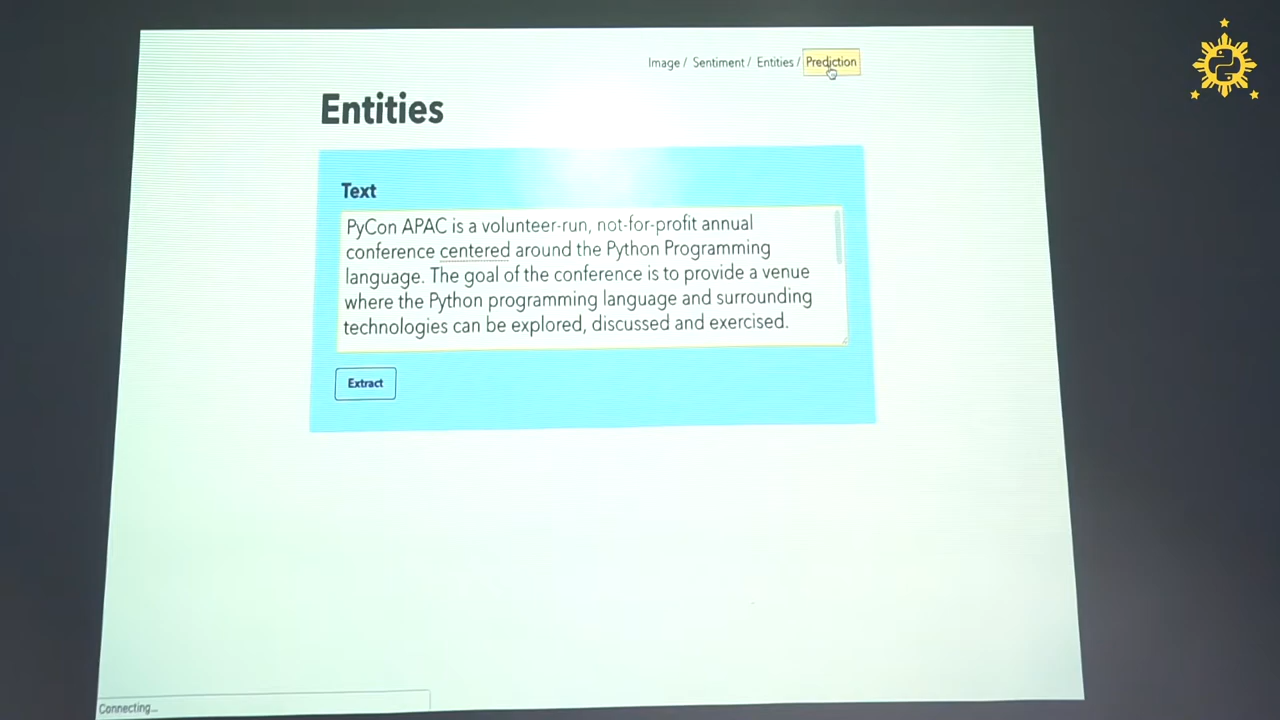 Image / Sentiment / Entities / Prediction
Entities
Text
PyCon APAC is a volunteer-run, not-for-profit annual
conference centered around the Python Programming
language. The goal of the conference is to provide a venue
where the Python programming language and surrounding
technologies can be explored, discussed and exercised.
Extract
Connecting...